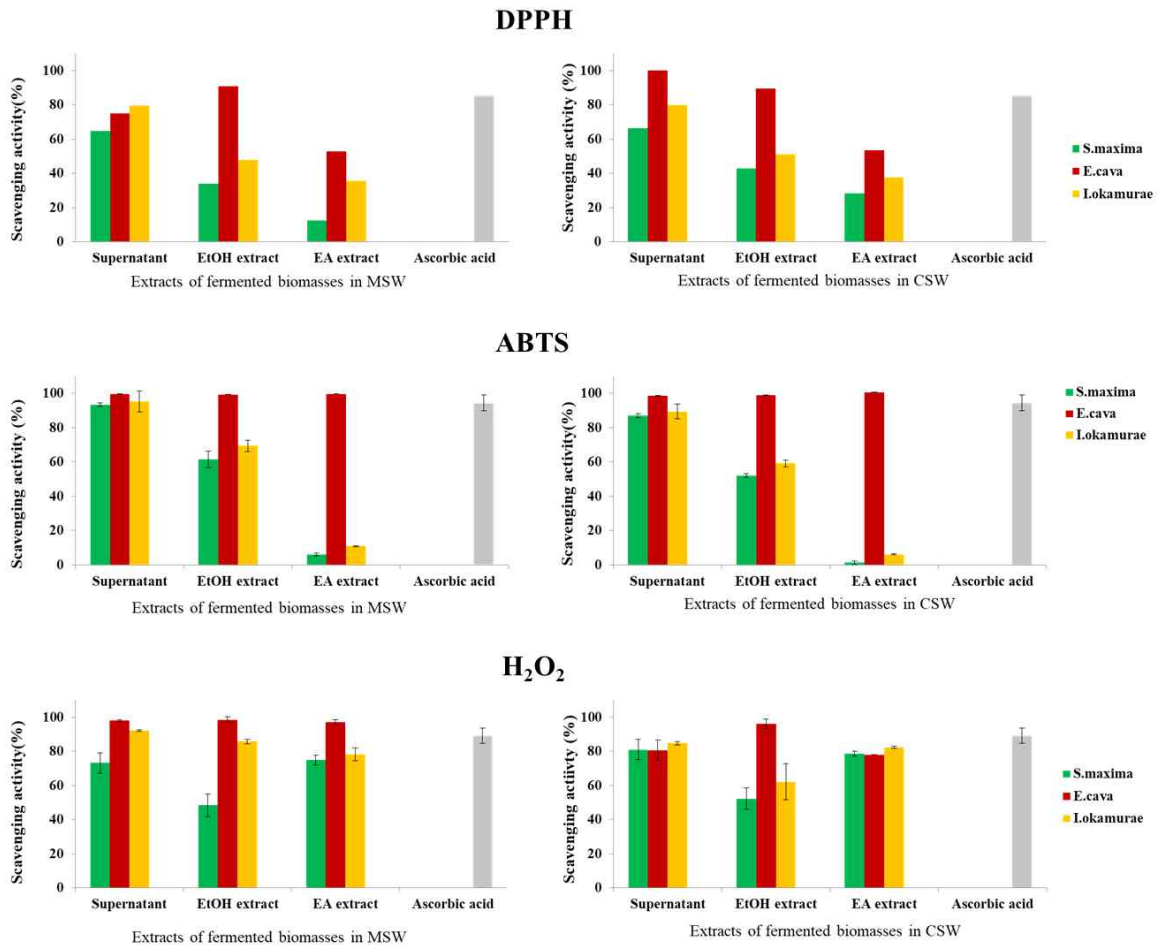 DPPH
Scavenging activity(%)
100
80
60
40
20
0
Supernatant EtOH extract EA extract Ascorbic acid
Extracts of fermented biomasses in MSW
Scavenging activity (%)
100
80
60
40
20
0
Supernatant EtOH extract EA extract Ascorbic acid
Extracts of fermented biomasses in CSW
S.maxima
E.cava
I.okamurae
ABTS
Scavenging activity (%)
100
80
60
40
20
0
Supernatant EtOH extract EA extract Ascorbic acid
Extracts of fermented biomasses in MSW
Scavenging activity(%)
100
80
60
40
20
0
Supernatant EtOH extract EA extract Ascorbic acid
Extracts of fermented biomasses in CSW
S.maxima
E.cava
I.okamurae
H₂O₂
Scavenging activity(%)
100
80
60
40
20
0
Supernatant EtOH extract EA extract Ascorbic acid
Extracts of fermented biomasses in MSW
Scavenging actiivty (%)
100
80
60
40
20
0
Supernatant EtOH extract EA extract Ascorbic acid
Extracts of fermented biomasses in CSW
S.maxima
E.cava
I.okamurae